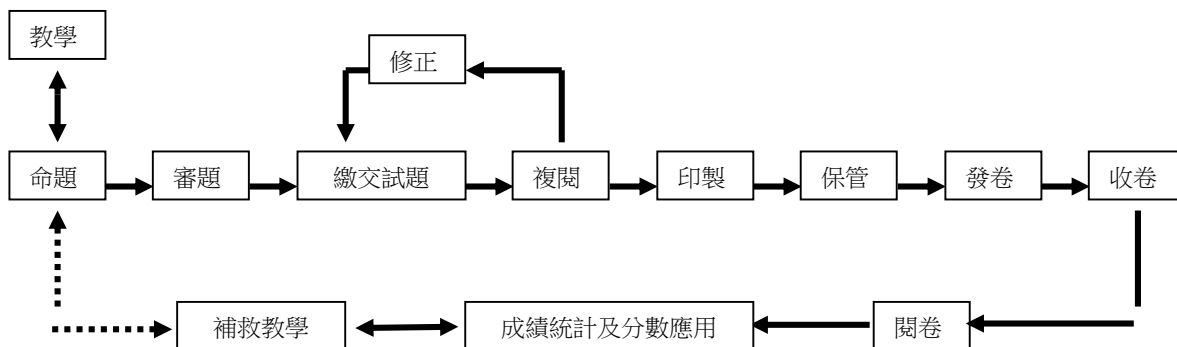 教學
修正
命題
審題
繳交試題
複閱
印製
保管
發卷
收卷
補救教學
成績統計及分數應用
閱卷